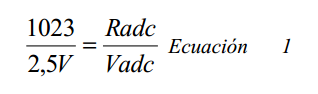 1023 / 2,5V = Radc / Vadc Ecuación 1